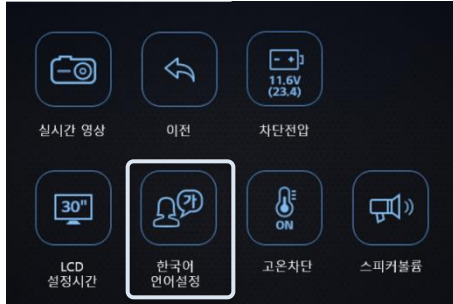 11.6V
(23.4)
실시간 영상
이전
차단전압
30"
가
ON
LCD
설정시간
한국어
언어설정
고온차단
스피커볼륨